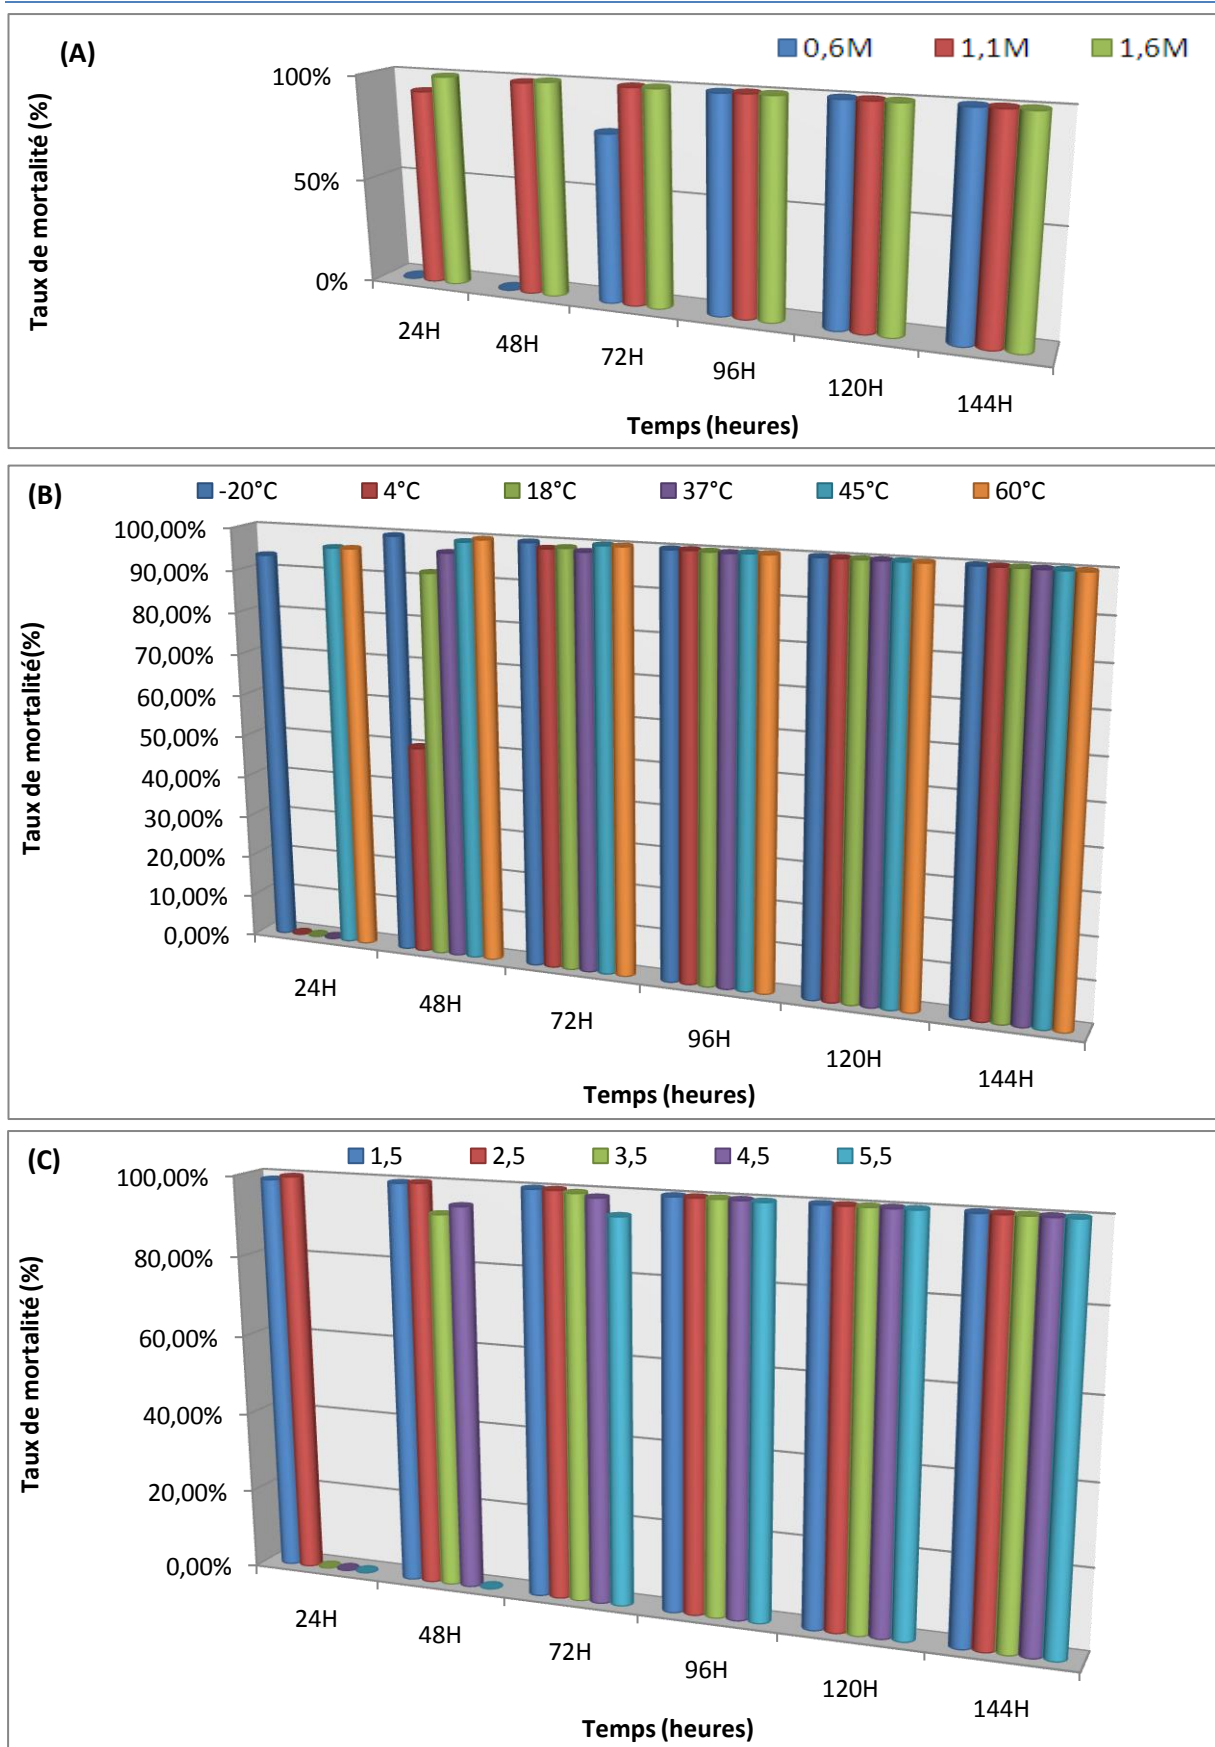 (A)
0,6M 1,1M 1,6M
Taux de mortalité (%)
100%
50%
0%
24H
48H
72H
96H
120H
144H
Temps (heures)
(B)
-20°C 4°C 18°C 37°C 45°C 60°C
Taux de mortalité(%)
100,00%
90,00%
80,00%
70,00%
60,00%
50,00%
40,00%
30,00%
20,00%
10,00%
0,00%
24H
48H
72H
96H
120H
144H
Temps (heures)
(C)
1,5 2,5 3,5 4,5 5,5
Taux de mortalité (%)
100,00%
80,00%
60,00%
40,00%
20,00%
0,00%
24H
48H
72H
96H
120H
144H
Temps (heures)